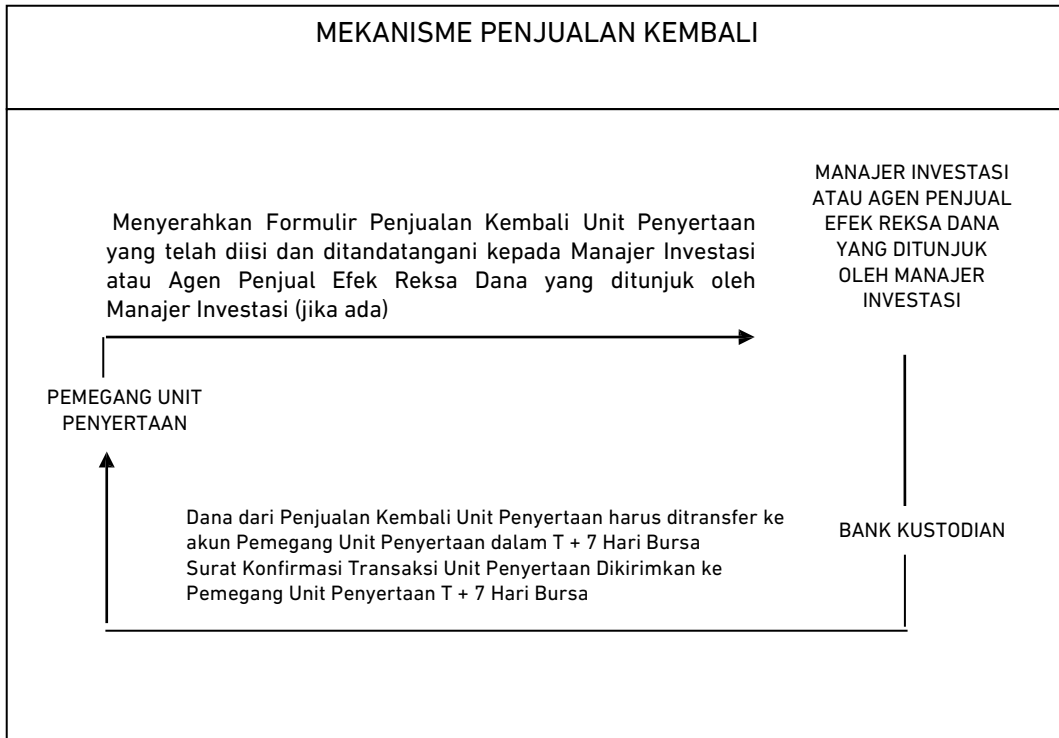 MEKANISME PENJUALAN KEMBALI
MANAJER INVESTASI
ATAU AGEN PENJUAL
EFEK REKSA DANA
YANG DITUNJUK
OLEH MANAJER
INVESTASI
Menyerahkan Formulir Penjualan Kembali Unit Penyertaan
yang telah diisi dan ditandatangani kepada Manajer Investasi
atau Agen Penjual Efek Reksa Dana yang ditunjuk oleh
Manajer Investasi (jika ada)
PEMEGANG UNIT
PENYERTAAN
Dana dari Penjualan Kembali Unit Penyertaan harus ditransfer ke
akun Pemegang Unit Penyertaan dalam T + 7 Hari Bursa
Surat Konfirmasi Transaksi Unit Penyertaan Dikirimkan ke
Pemegang Unit Penyertaan T + 7 Hari Bursa
BANK KUSTODIAN